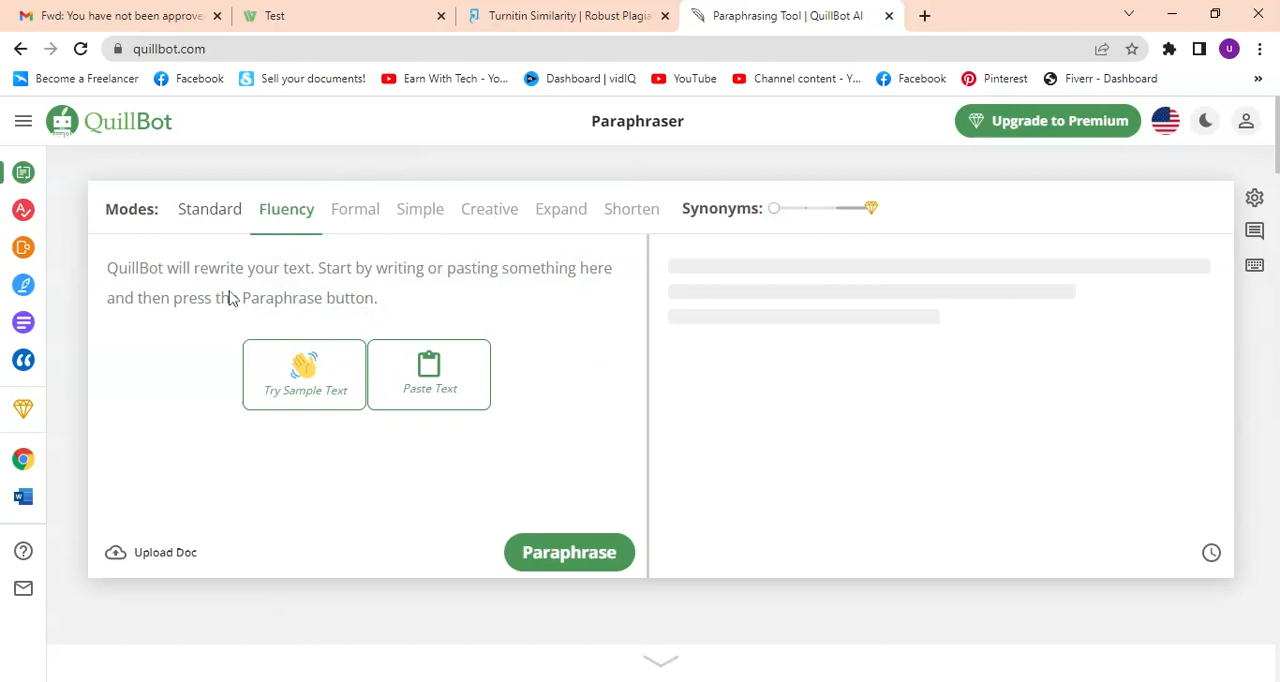 Fwd: You have not been approve
Test
Turnitin Similarity | Robust Plagia
Paraphrasing Tool | QuillBot AI
quillbot.com
u
Become a Freelancer
Facebook
Sell your documents!
Earn With Tech - Yo...
Dashboard | vidIQ
YouTube
Channel content - Y...
Facebook
Pinterest
Fiverr - Dashboard
»
QuillBot
Paraphraser
Upgrade to Premium
Modes: Standard Fluency Formal Simple Creative Expand Shorten Synonyms:
QuillBot will rewrite your text. Start by writing or pasting something here
and then press the Paraphrase button.
Try Sample Text
Paste Text
Upload Doc
Paraphrase